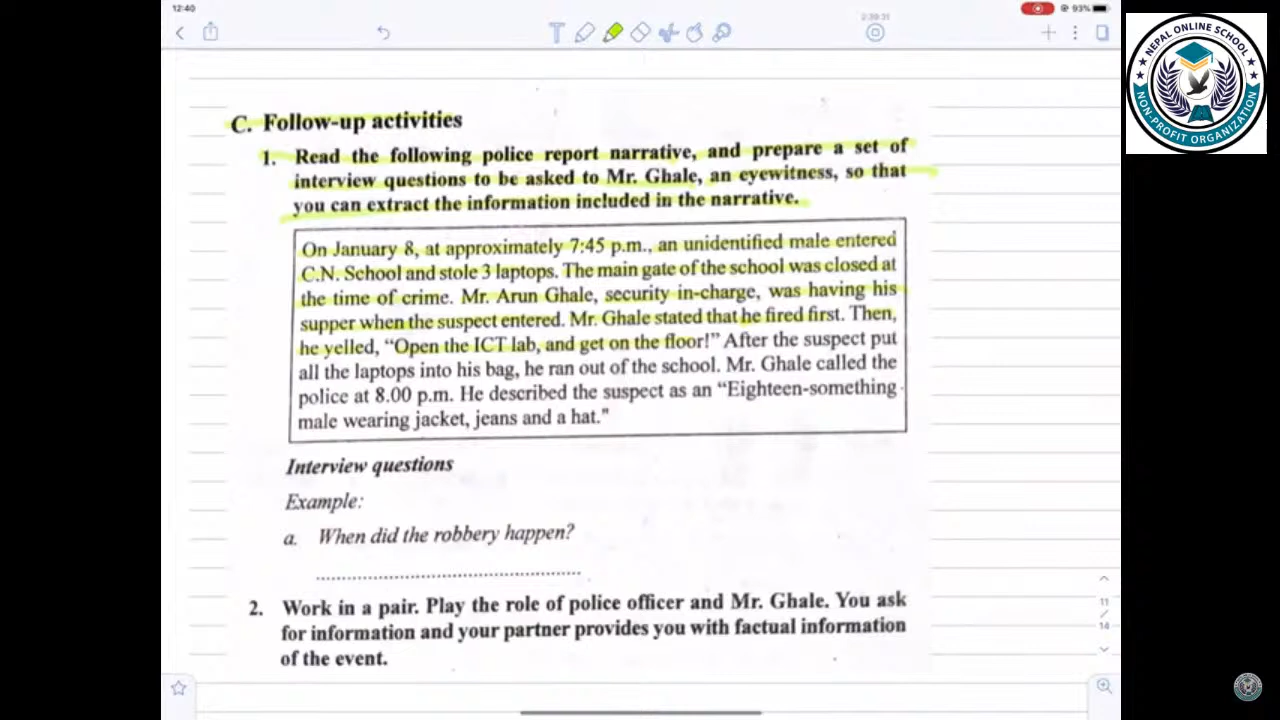 12:40
93%
2:39:31
NEPAL ONLINE SCHOOL
NON-PROFIT ORGANIZATION
C. Follow-up activities
1. Read the following police report narrative, and prepare a set of
interview questions to be asked to Mr. Ghale, an eyewitness, so that
you can extract the information included in the narrative.
On January 8, at approximately 7:45 p.m., an unidentified male entered
C.N. School and stole 3 laptops. The main gate of the school was closed at
the time of crime. Mr. Arun Ghale, security in-charge, was having his
supper when the suspect entered. Mr. Ghale stated that he fired first. Then,
he yelled, “Open the ICT lab, and get on the floor!” After the suspect put
all the laptops into his bag, he ran out of the school. Mr. Ghale called the
police at 8.00 p.m. He described the suspect as an “Eighteen-something
male wearing jacket, jeans and a hat.”
Interview questions
Example:
a. When did the robbery happen?
2. Work in a pair. Play the role of police officer and Mr. Ghale. You ask
for information and your partner provides you with factual information
of the event.
11
14